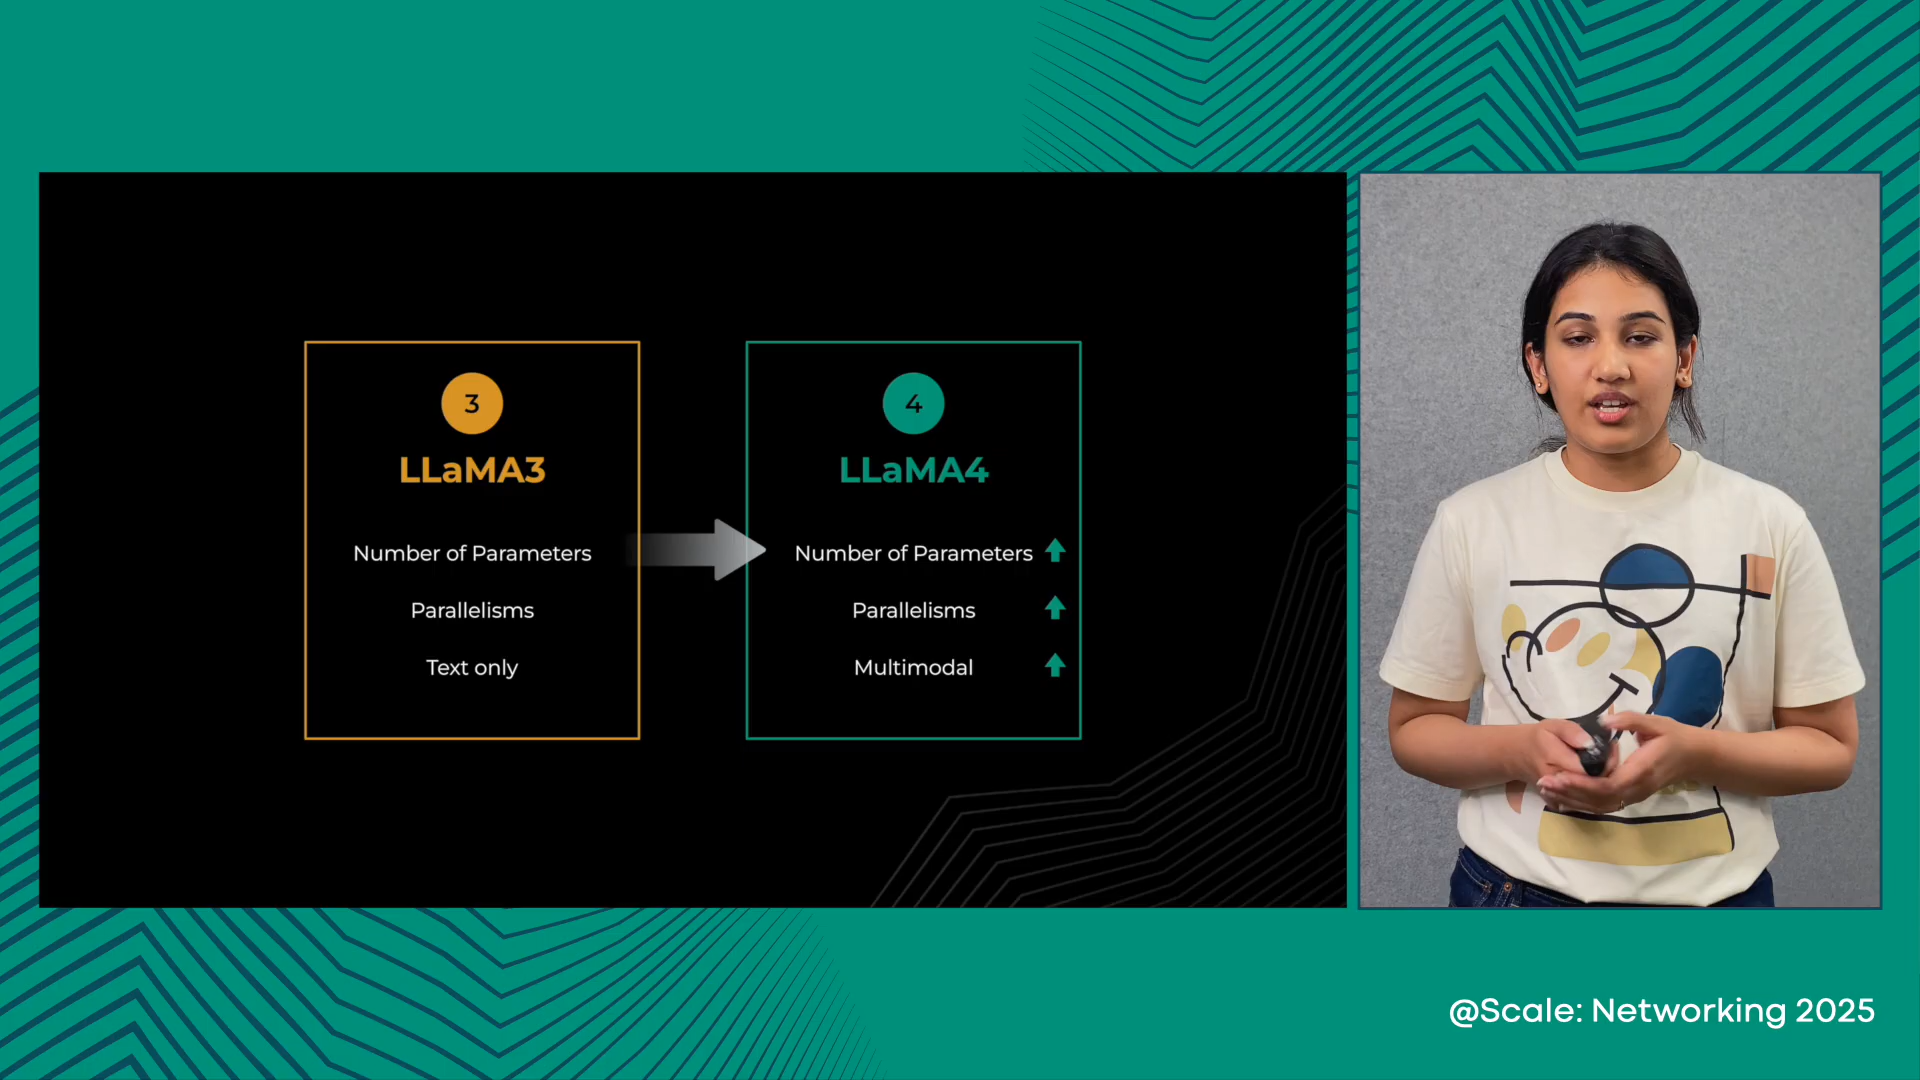 3
LLaMA3
Number of Parameters
Parallelisms
Text only
4
LLaMA4
Number of Parameters
Parallelisms
Multimodal
@Scale: Networking 2025